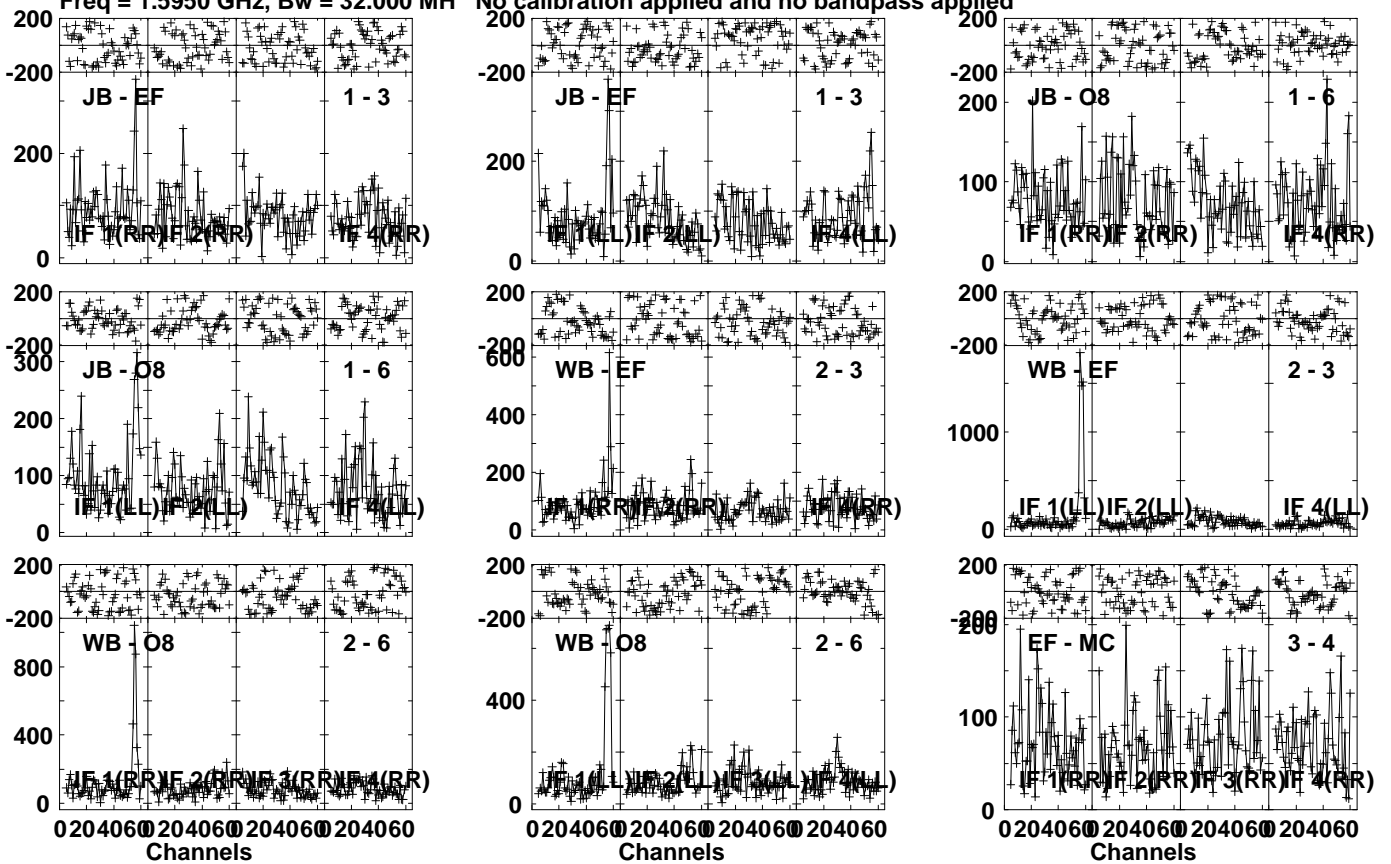 Freq = 1.5950 GHz, Bw = 32.000 MH No calibration applied and no bandpass applied
200
-200
JB - EF 1 - 3
200
0
IF 1(RR) IF 2(RR) IF 4(RR)
200
-200
JB - EF 1 - 3
200
0
IF 1(LL) IF 2(LL) IF 4(LL)
200
-200
JB - O8 1 - 6
200
100
0
IF 1(RR) IF 2(RR) IF 4(RR)
200
-200
JB - O8 1 - 6
300
200
100
0
IF 1(LL) IF 2(LL) IF 4(LL)
200
-200
WB - EF 2 - 3
600
400
200
0
IF 1(RR) IF 2(RR) IF 4(RR)
200
-200
WB - EF 2 - 3
1000
0
IF 1(LL) IF 2(LL) IF 4(LL)
200
-200
WB - O8 2 - 6
800
400
0
IF 1(RR) IF 2(RR) IF 3(RR) IF 4(RR)
0 20 40 60 0 20 40 60 0 20 40 60 0 20 40 60
Channels
200
-200
WB - O8 2 - 6
400
0
IF 1(LL) IF 2(LL) IF 3(LL) IF 4(LL)
0 20 40 60 0 20 40 60 0 20 40 60 0 20 40 60
Channels
200
-200
EF - MC 3 - 4
200
100
0
IF 1(RR) IF 2(RR) IF 3(RR) IF 4(RR)
0 20 40 60 0 20 40 60 0 20 40 60 0 20 40 60
Channels